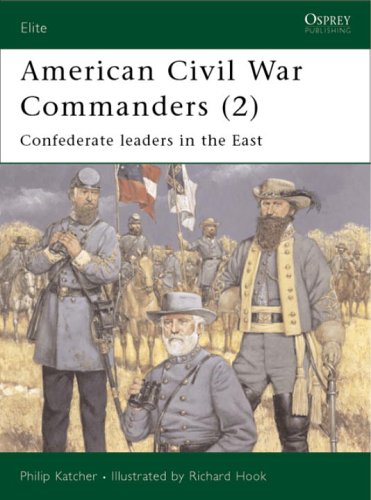 Elite
OSPREY
PUBLISHING
American Civil War
Commanders (2)
Confederate leaders in the East
Philip Katcher • Illustrated by Richard Hook